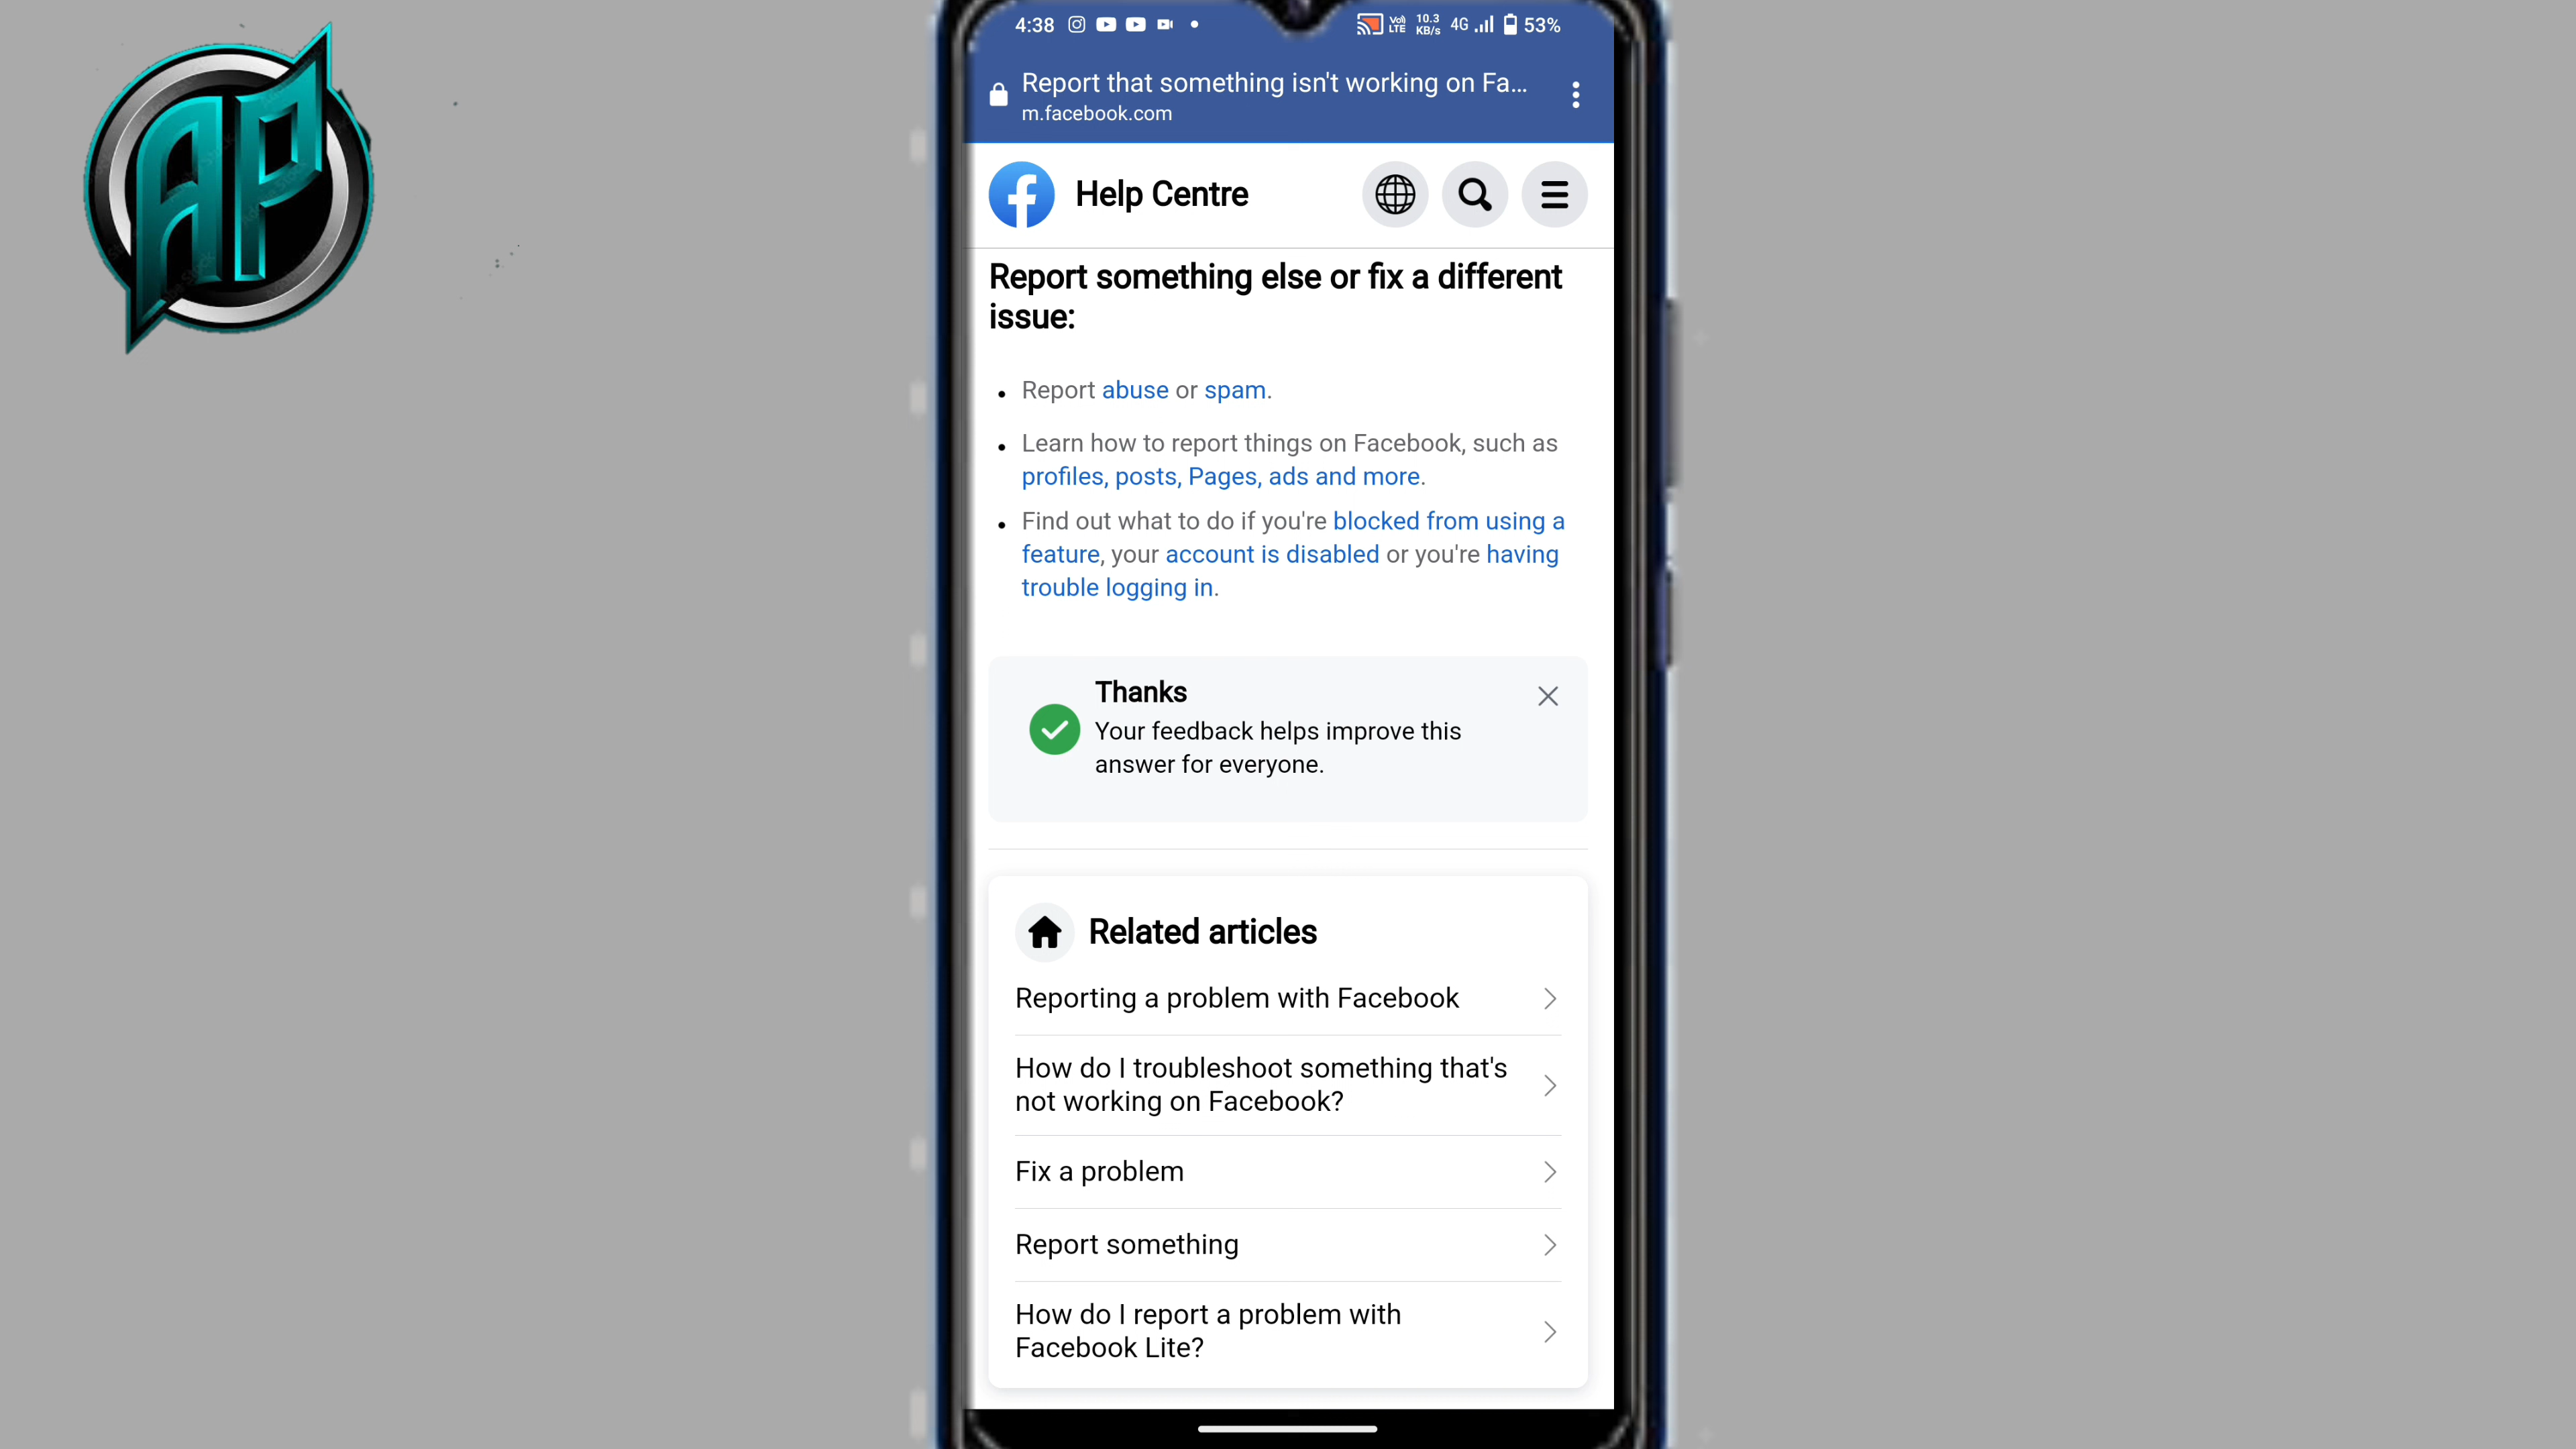 AP
4:38
VoI) LTE 10.3 KB/s 4G 53%
Report that something isn't working on Fa...
m.facebook.com
Help Centre
Report something else or fix a different
issue:
• Report abuse or spam.
• Learn how to report things on Facebook, such as
profiles, posts, Pages, ads and more.
• Find out what to do if you're blocked from using a
feature, your account is disabled or you're having
trouble logging in.
Thanks
Your feedback helps improve this
answer for everyone.
Related articles
Reporting a problem with Facebook
How do I troubleshoot something that's
not working on Facebook?
Fix a problem
Report something
How do I report a problem with
Facebook Lite?